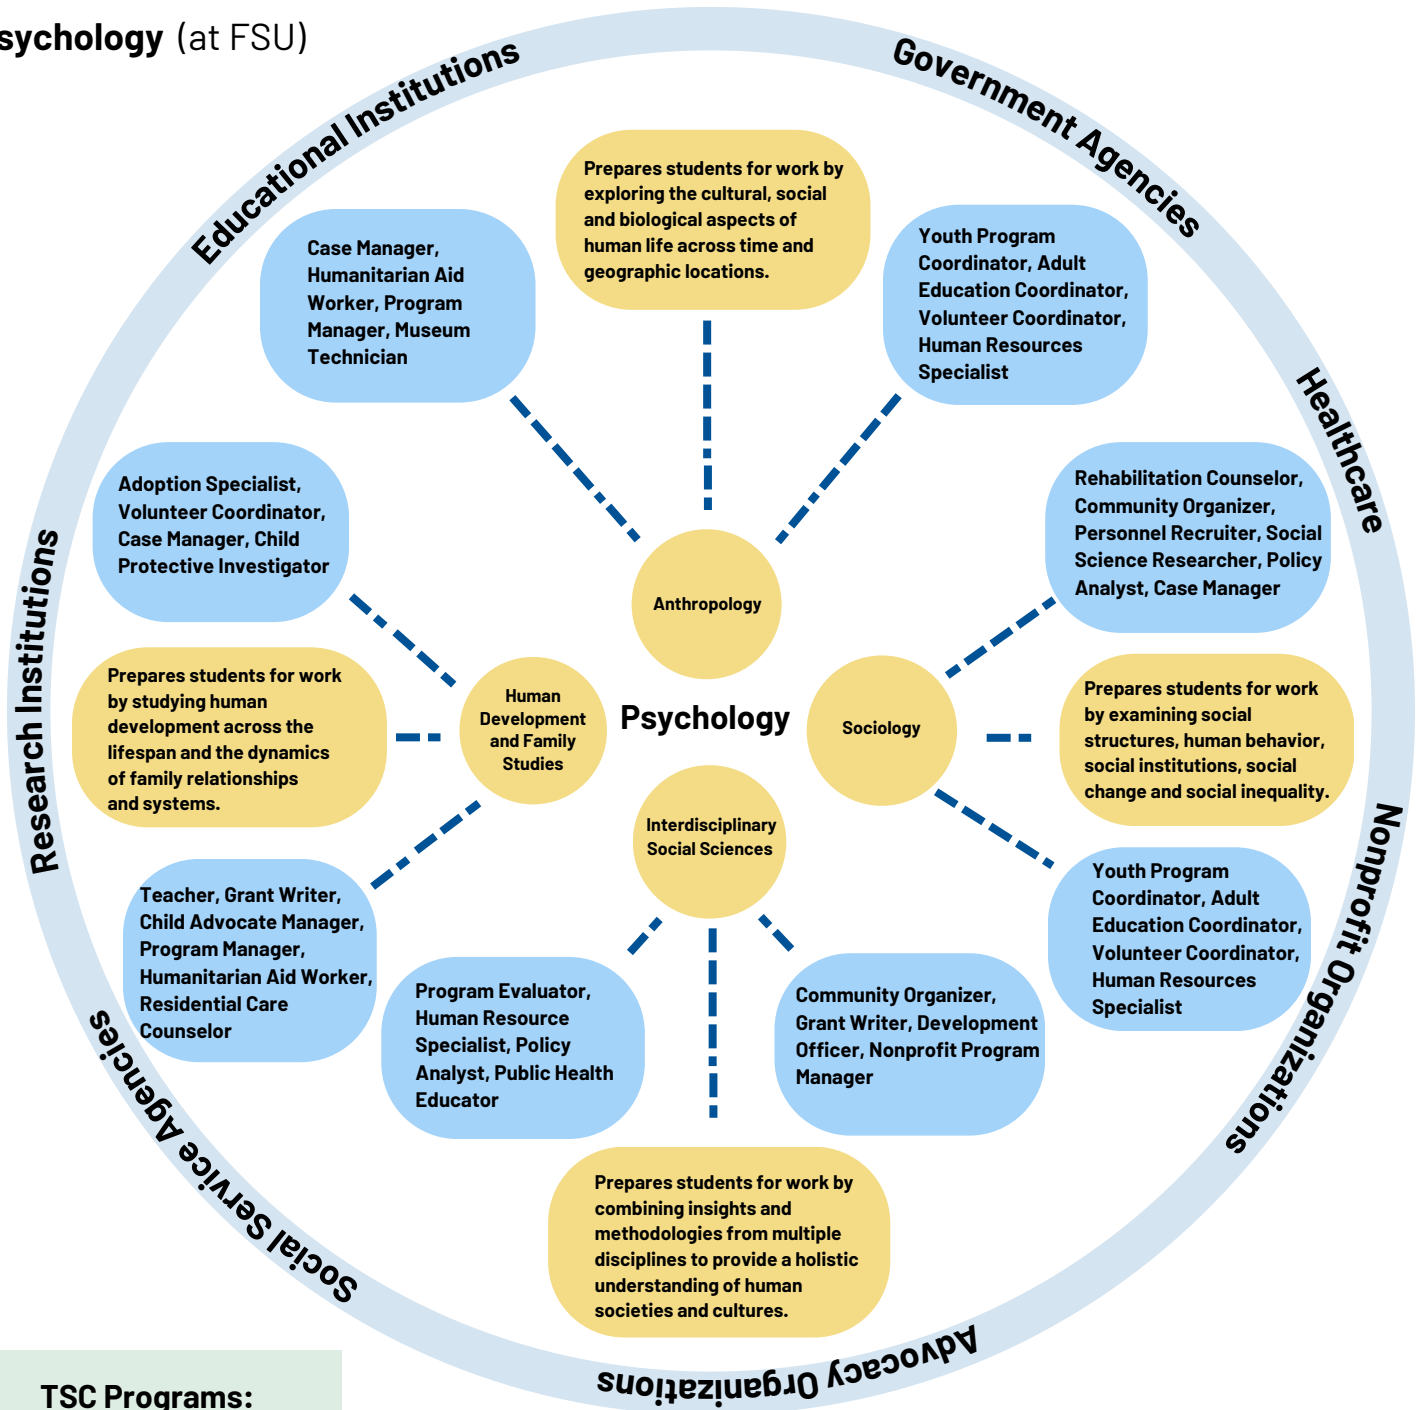 sychology (at FSU)
Educational Institutions
Government Agencies
Healthcare
Nonprofit Organizations
Advocacy Organizations
Social Service Agencies
Research Institutions
Prepares students for work by
exploring the cultural, social
and biological aspects of
human life across time and
geographic locations.
Case Manager,
Humanitarian Aid
Worker, Program
Manager, Museum
Technician
Youth Program
Coordinator, Adult
Education Coordinator,
Volunteer Coordinator,
Human Resources
Specialist
Adoption Specialist,
Volunteer Coordinator,
Case Manager, Child
Protective Investigator
Rehabilitation Counselor,
Community Organizer,
Personnel Recruiter, Social
Science Researcher, Policy
Analyst, Case Manager
Anthropology
Prepares students for work
by studying human
development across the
lifespan and the dynamics
of family relationships
and systems.
Human
Development
and Family
Studies
Psychology
Sociology
Prepares students for work
by examining social
structures, human behavior,
social institutions, social
change and social inequality.
Interdisciplinary
Social Sciences
Teacher, Grant Writer,
Child Advocate Manager,
Program Manager,
Humanitarian Aid Worker,
Residential Care
Counselor
Youth Program
Coordinator, Adult
Education Coordinator,
Volunteer Coordinator,
Human Resources
Specialist
Program Evaluator,
Human Resource
Specialist, Policy
Analyst, Public Health
Educator
Community Organizer,
Grant Writer, Development
Officer, Nonprofit Program
Manager
Prepares students for work by
combining insights and
methodologies from multiple
disciplines to provide a holistic
understanding of human
societies and cultures.
TSC Programs: